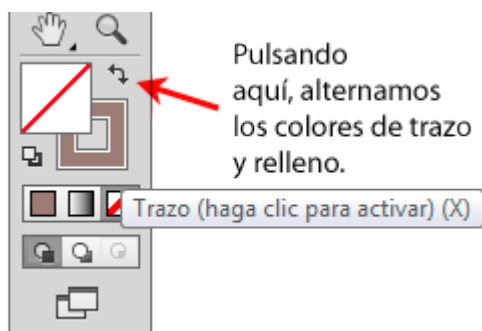 Pulsando
aquí, alternamos
los colores de trazo
y relleno.
Trazo (haga clic para activar) (X)